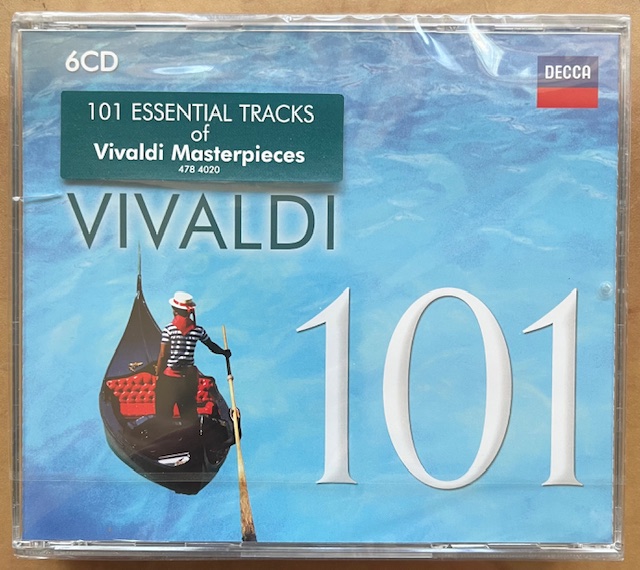 6CD
DECCA
101 ESSENTIAL TRACKS
of
Vivaldi Masterpieces
478 4020
VIVALDI
101